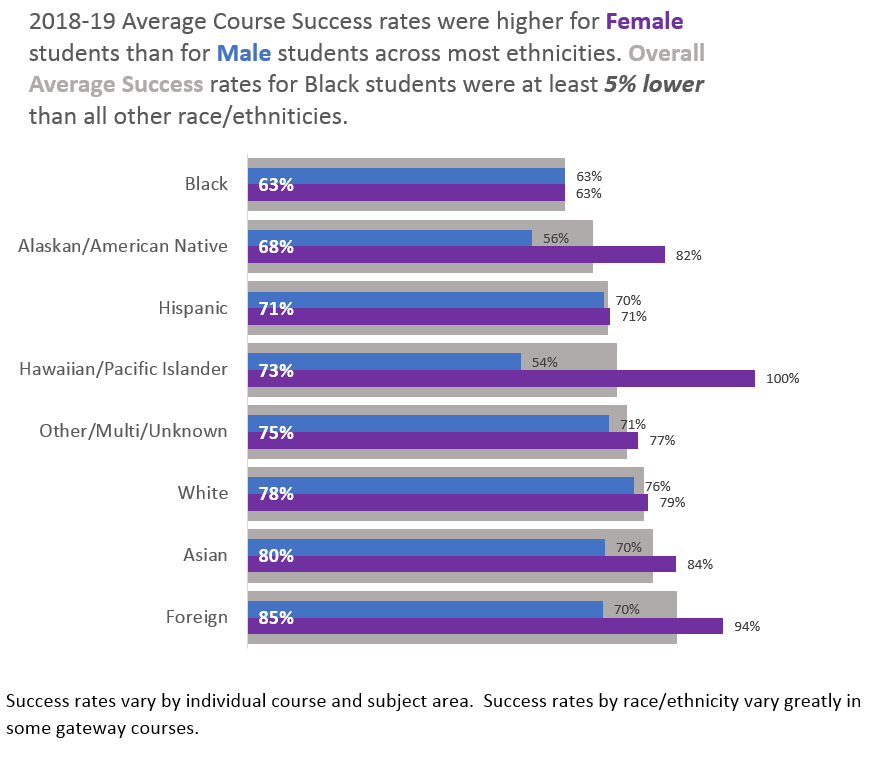 2018-19 Average Course Success rates were higher for Female
students than for Male students across most ethnicities. Overall
Average Success rates for Black students were at least 5% lower
than all other race/ethniticies.
Black
63%
63%
63%
Alaskan/American Native
68%
56%
82%
Hispanic
71%
70%
71%
Hawaiian/Pacific Islander
73%
54%
100%
Other/Multi/Unknown
75%
71%
77%
White
78%
76%
79%
Asian
80%
70%
84%
Foreign
85%
70%
94%
Success rates vary by individual course and subject area.  Success rates by race/ethnicity vary greatly in
some gateway courses.